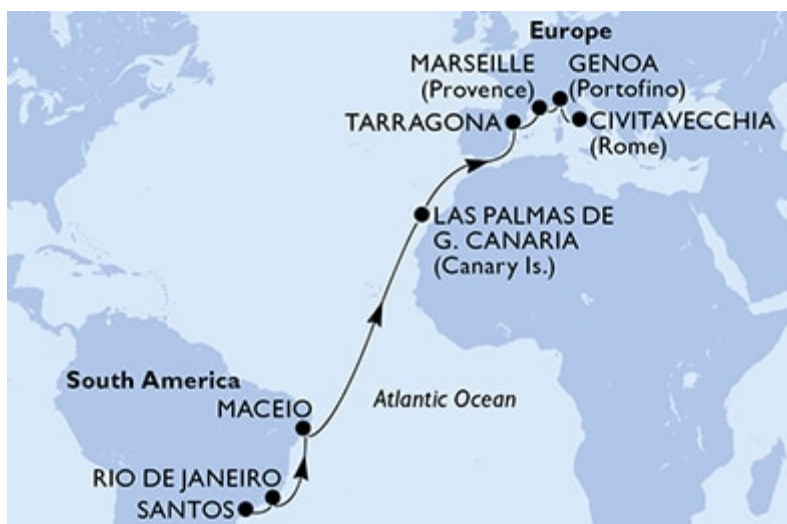 Europe
MARSEILLE
(Provence)
GENOA
(Portofino)
TARRAGONA
CIVITAVECCHIA
(Rome)
LAS PALMAS DE
G. CANARIA
(Canary Is.)
South America
Atlantic Ocean
MACEIO
RIO DE JANEIRO
SANTOS